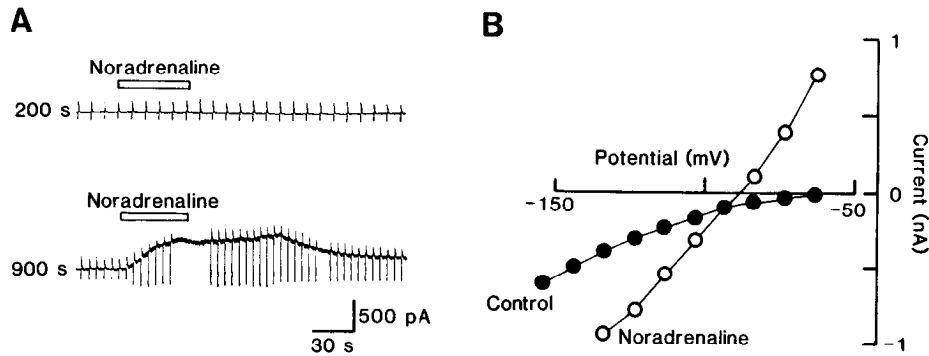 A
Noradrenaline
200 s
Noradrenaline
900 s
500 pA
30 s
B
1
Potential (mV)
0
-150
-50
Current (nA)
Control
Noradrenaline
-1